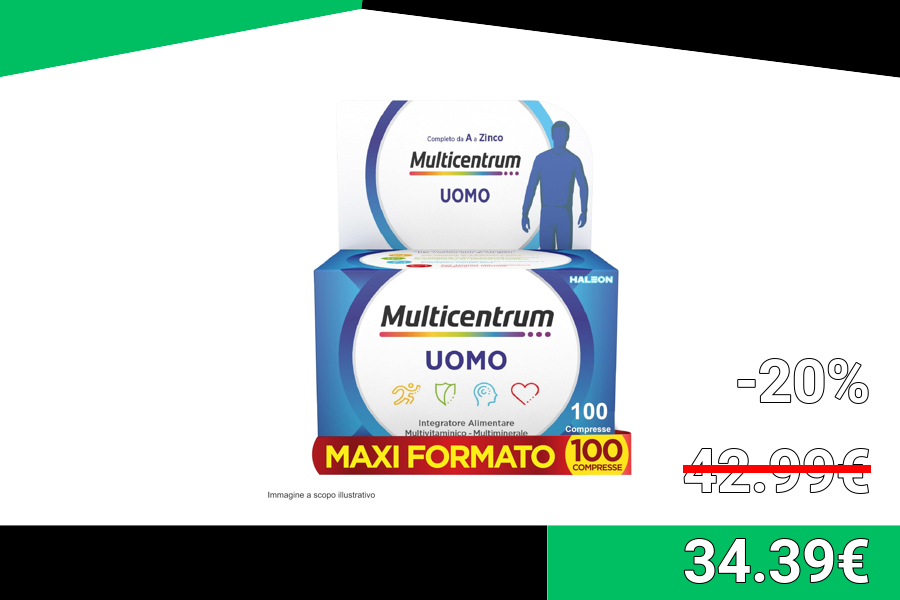 Completo da A a Zinco
Multicentrum
UOMO
HALEON
Multicentrum
UOMO
Integratore Alimentare
Multivitaminico - Multiminerale
100
Compresse
MAXI FORMATO
100
COMPRESSE
Immagine a scopo illustrativo
-20%
42.99€
34.39€